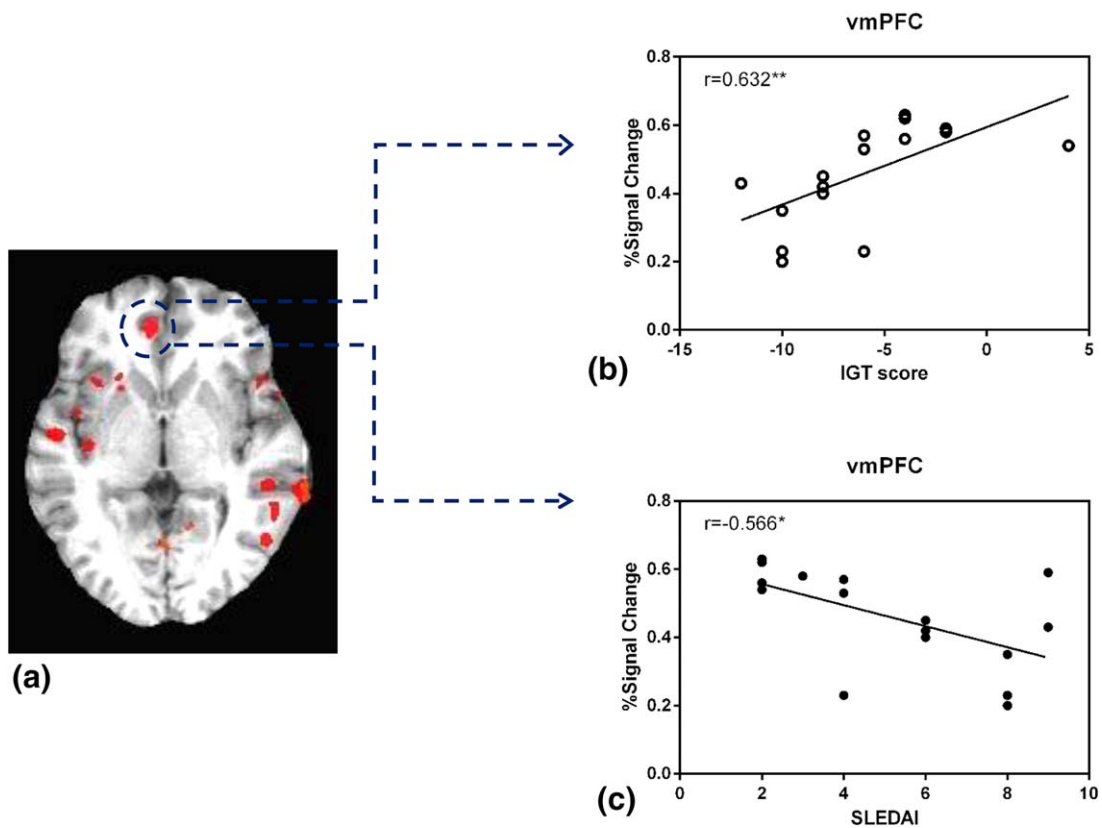 vmPFC
r=0.632**
0.8
0.6
0.4
0.2
0.0
%Signal Change
-15 -10 -5 0 5
IGT score
(b)
(a)
vmPFC
r=-0.566*
0.8
0.6
0.4
0.2
0.0
%Signal Change
0 2 4 6 8 10
SLEDAI
(c)